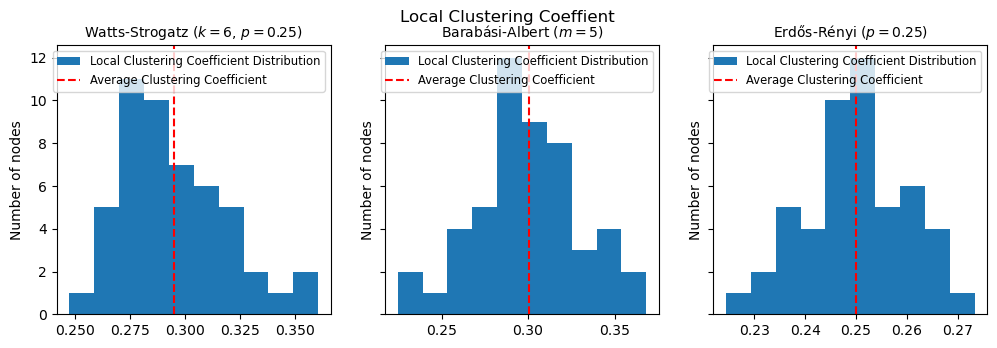 Local Clustering Coeffient
Watts-Strogatz (k = 6, p = 0.25)
Local Clustering Coefficient Distribution
Average Clustering Coefficient
Number of nodes
12
10
8
6
4
2
0
0.250 0.275 0.300 0.325 0.350
Barabási-Albert (m = 5)
Local Clustering Coefficient Distribution
Average Clustering Coefficient
Number of nodes
0.25 0.30 0.35
Erdős-Rényi (p = 0.25)
Local Clustering Coefficient Distribution
Average Clustering Coefficient
Number of nodes
0.23 0.24 0.25 0.26 0.27